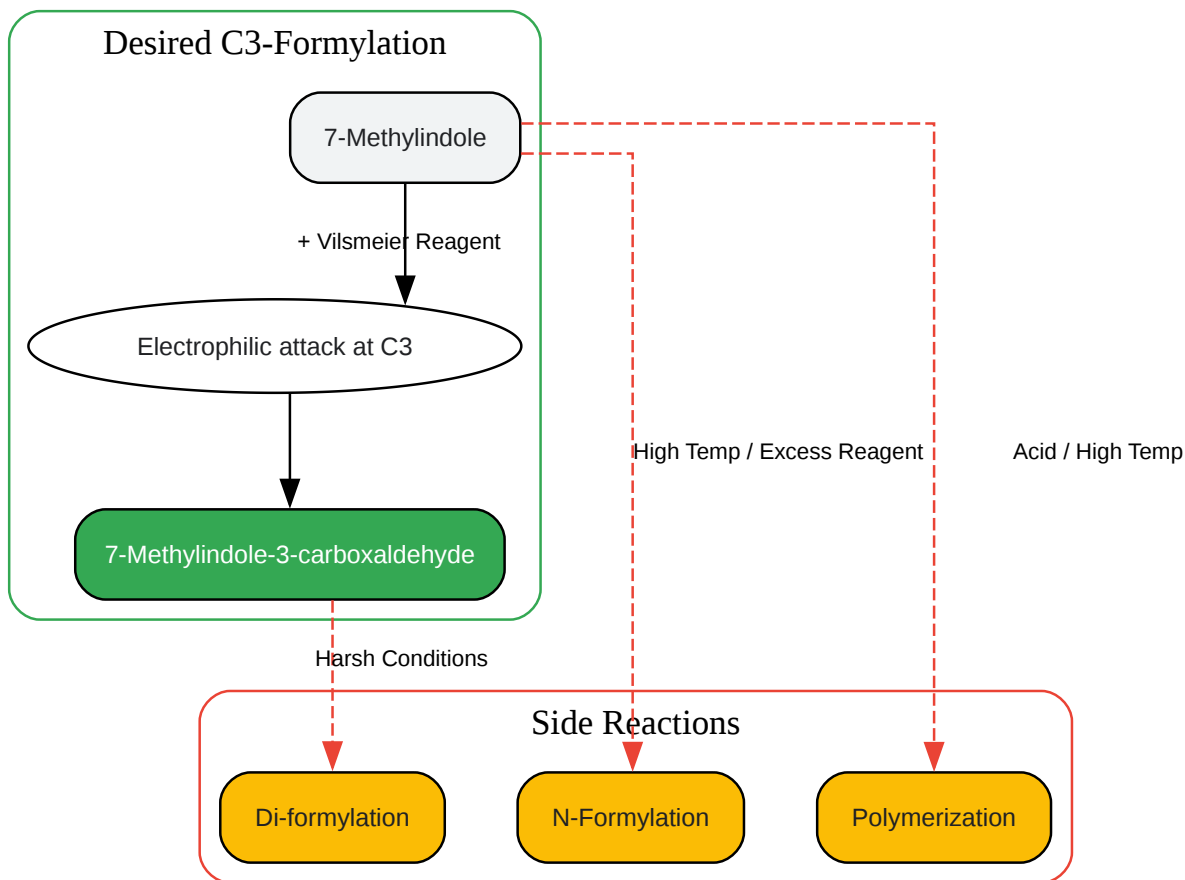 Desired C3-Formylation
7-Methylindole
+ Vilsmeier Reagent
Electrophilic attack at C3
High Temp / Excess Reagent
Acid / High Temp
7-Methylindole-3-carboxaldehyde
Harsh Conditions
Side Reactions
Di-formylation
N-Formylation
Polymerization